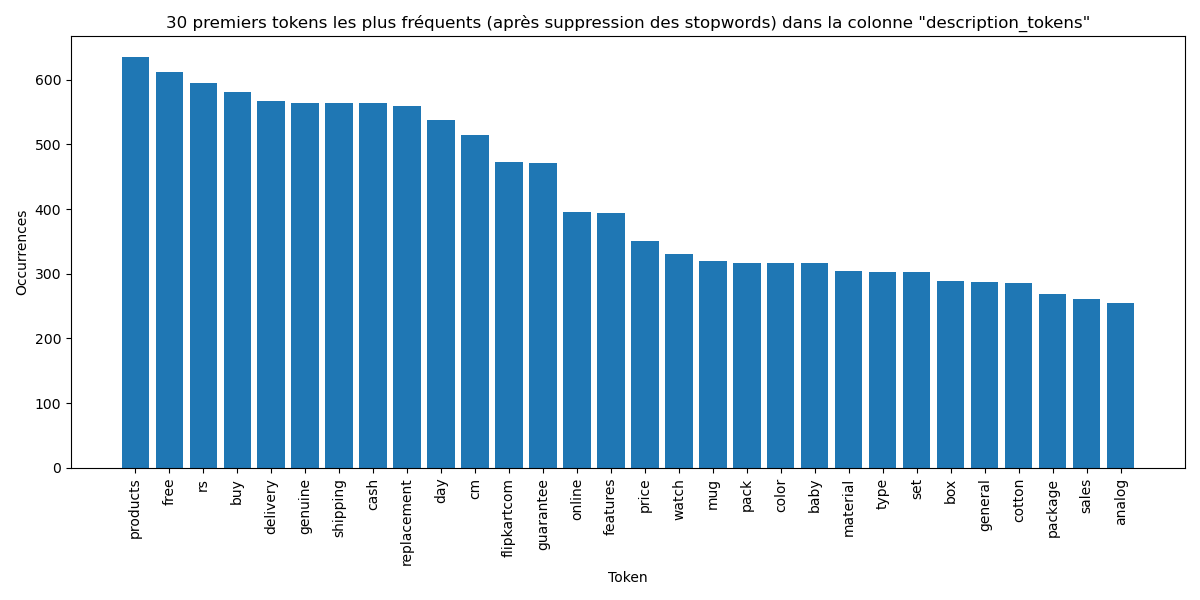 30 premiers tokens les plus fréquents (après suppression des stopwords) dans la colonne "description_tokens"
Occurrences
600
500
400
300
200
100
0
products
free
rs
buy
delivery
genuine
shipping
cash
replacement
day
cm
flipkartcom
guarantee
online
features
price
watch
mug
pack
color
baby
material
type
set
box
general
cotton
package
sales
analog
Token